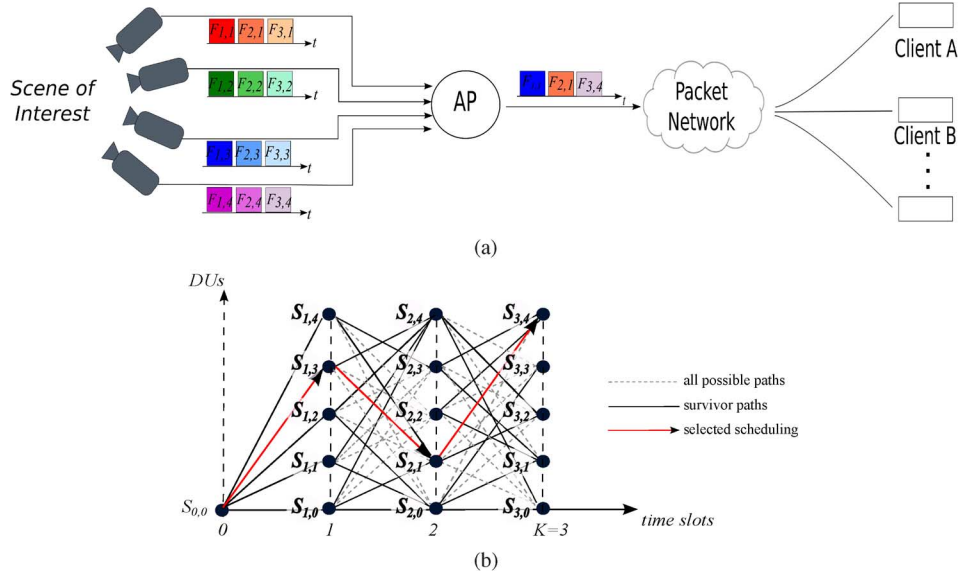 Scene of
Interest
F1,1 F2,1 F3,1
t
F1,2 F2,2 F3,2
t
F1,3 F2,3 F3,3
t
F1,4 F2,4 F3,4
t
AP
F2,1 F3,4
t
Packet
Network
Client A
Client B
(a)
DUs
S1,4 S2,4 S3,4
S1,3 S2,3 S3,3
S1,2 S2,2 S3,2
S1,1 S2,1 S3,1
S0,0 S1,0 S2,0 S3,0
0 1 2 K=3
time slots
all possible paths
survivor paths
selected scheduling
(b)